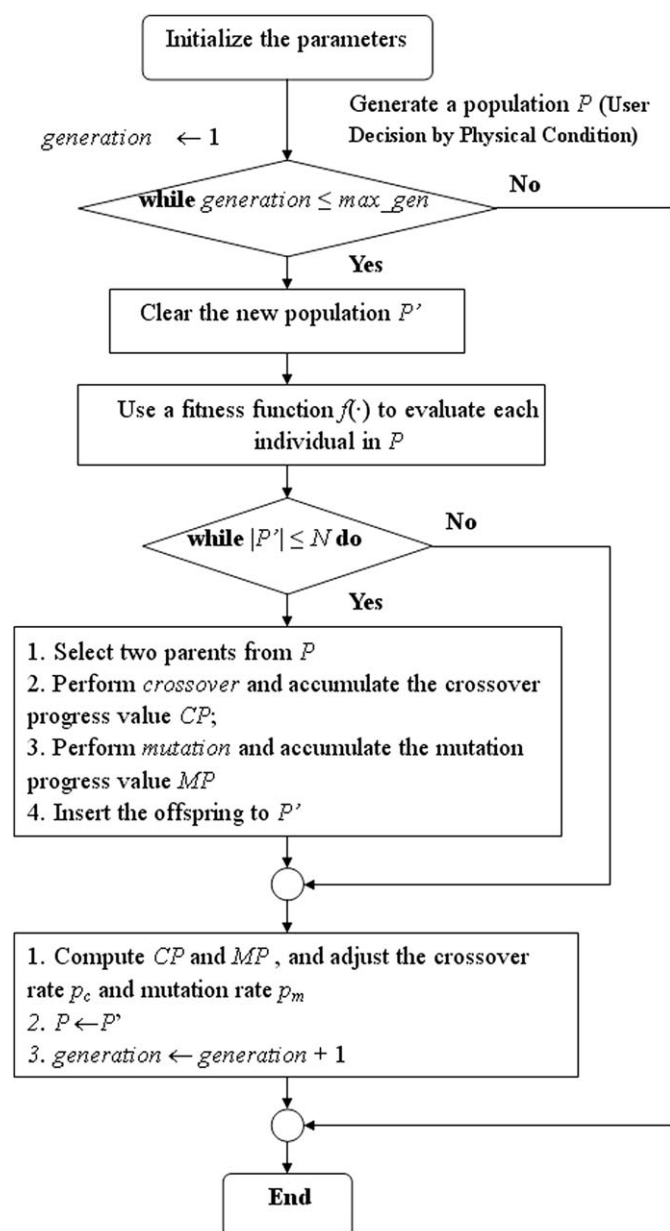 Initialize the parameters
Generate a population P (User
Decision by Physical Condition)
generation ← 1
while generation ≤ max_gen
No
Yes
Clear the new population P’
Use a fitness function f(·) to evaluate each
individual in P
while |P’| ≤ N do
No
Yes
1. Select two parents from P
2. Perform crossover and accumulate the crossover
progress value CP;
3. Perform mutation and accumulate the mutation
progress value MP
4. Insert the offspring to P’
1. Compute CP and MP , and adjust the crossover
rate pc and mutation rate pm
2. P ← P’
3. generation ← generation + 1
End